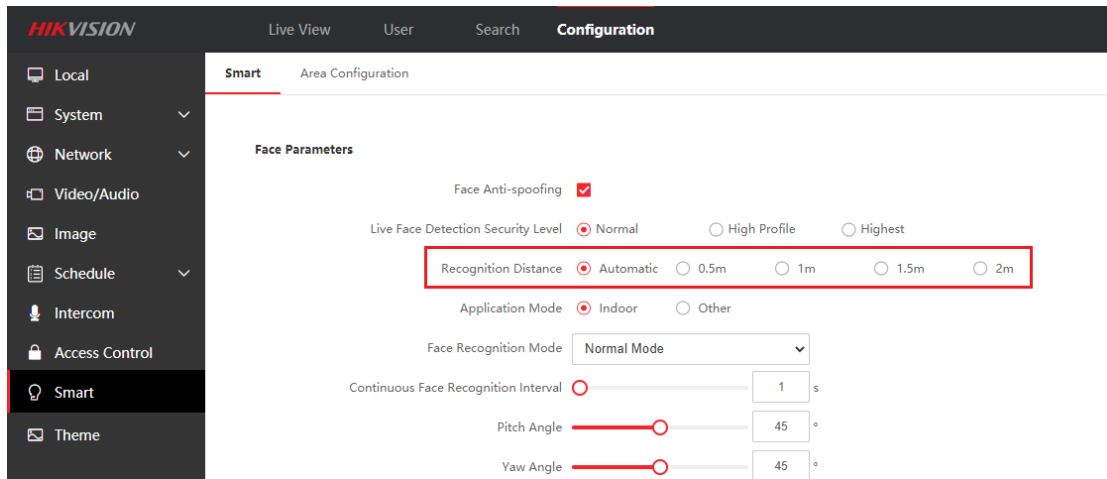 HIKVISION
Live View User Search Configuration
Local
System
Network
Video/Audio
Image
Schedule
Intercom
Access Control
Smart
Theme
Smart Area Configuration
Face Parameters
Face Anti-spoofing
Live Face Detection Security Level Normal High Profile Highest
Recognition Distance Automatic 0.5m 1m 1.5m 2m
Application Mode Indoor Other
Face Recognition Mode Normal Mode
Continuous Face Recognition Interval 1 s
Pitch Angle 45 °
Yaw Angle 45 °